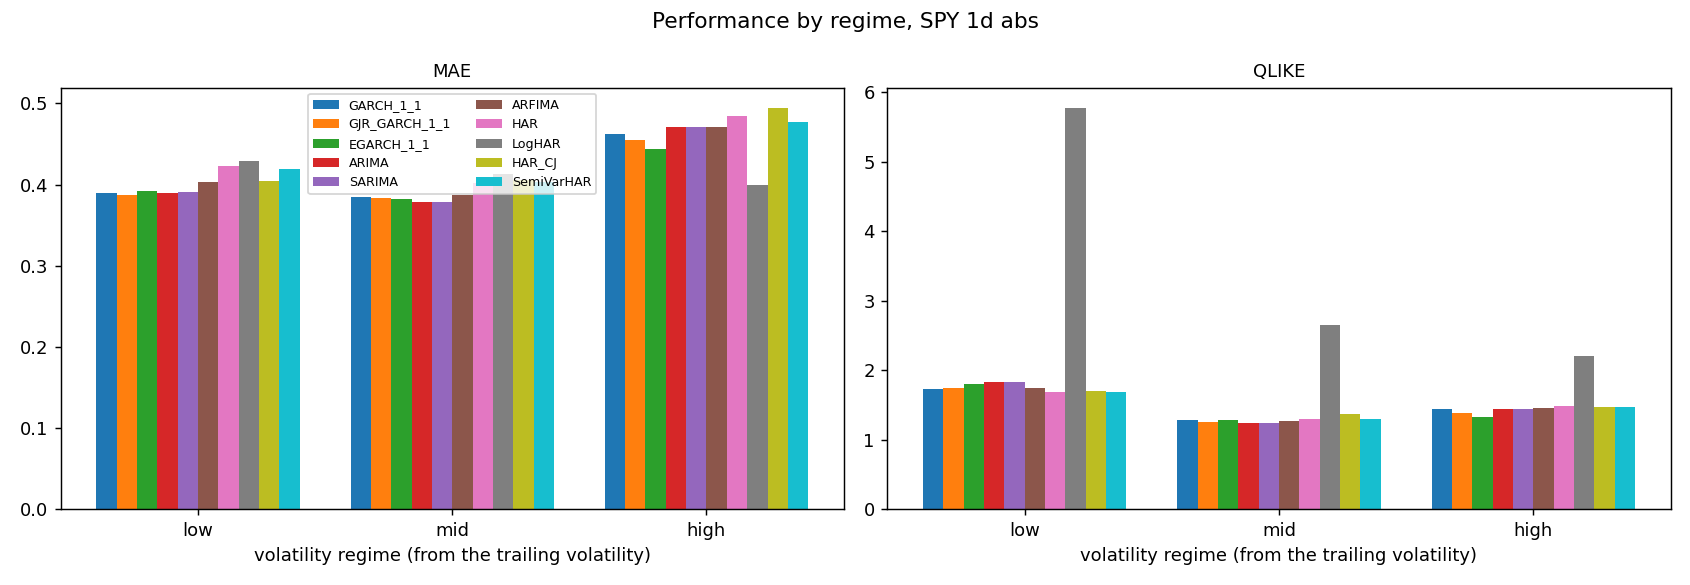 Performance by regime, SPY 1d abs
MAE
0.5
0.4
0.3
0.2
0.1
0.0
GARCH_1_1
GJR_GARCH_1_1
EGARCH_1_1
ARIMA
SARIMA
ARFIMA
HAR
LogHAR
HAR_CJ
SemiVarHAR
low
mid
high
volatility regime (from the trailing volatility)
QLIKE
6
5
4
3
2
1
0
low
mid
high
volatility regime (from the trailing volatility)